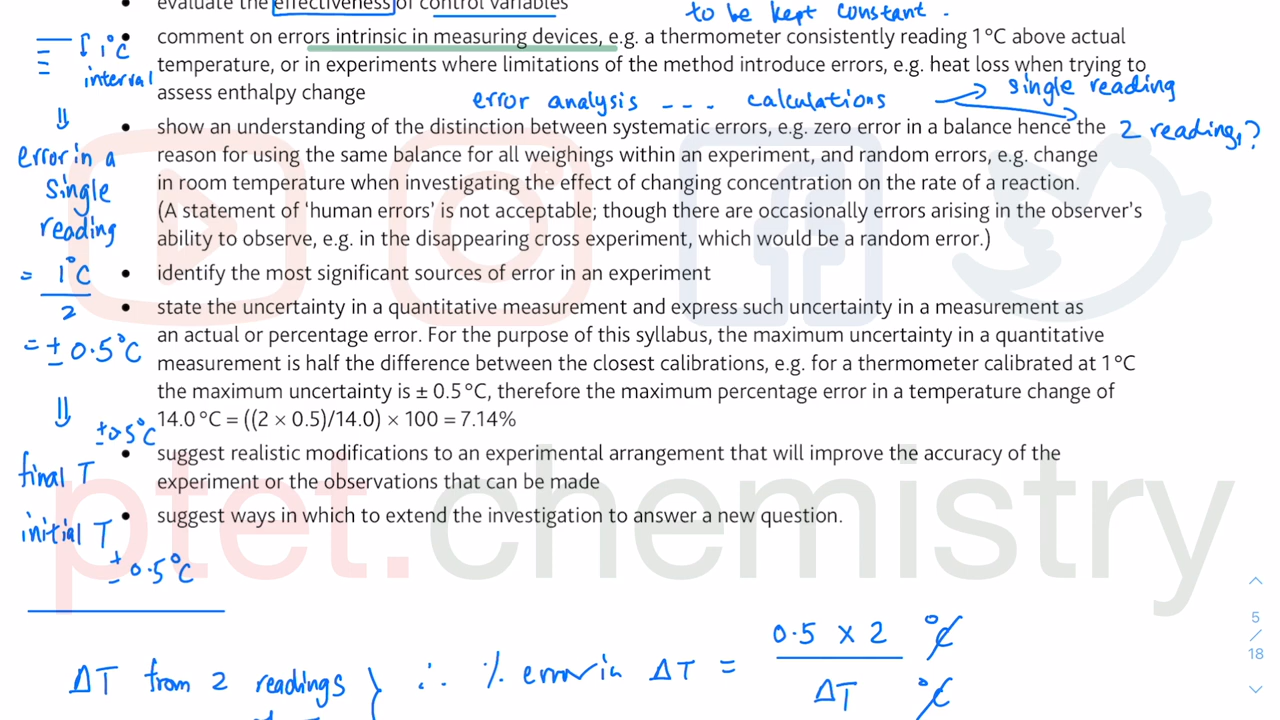 evaluate the effectiveness of control variables
to be kept constant.
• comment on errors intrinsic in measuring devices, e.g. a thermometer consistently reading 1°C above actual
temperature, or in experiments where limitations of the method introduce errors, e.g. heat loss when trying to
assess enthalpy change
1°C
interval
error analysis --- calculations
single reading
2 readings?
• show an understanding of the distinction between systematic errors, e.g. zero error in a balance hence the
reason for using the same balance for all weighings within an experiment, and random errors, e.g. change
in room temperature when investigating the effect of changing concentration on the rate of a reaction.
(A statement of ‘human errors’ is not acceptable; though there are occasionally errors arising in the observer’s
ability to observe, e.g. in the disappearing cross experiment, which would be a random error.)
⇓
error in a
single
reading
= 1°C
2
= ± 0.5°C
• identify the most significant sources of error in an experiment
• state the uncertainty in a quantitative measurement and express such uncertainty in a measurement as
an actual or percentage error. For the purpose of this syllabus, the maximum uncertainty in a quantitative
measurement is half the difference between the closest calibrations, e.g. for a thermometer calibrated at 1°C
the maximum uncertainty is ± 0.5°C, therefore the maximum percentage error in a temperature change of
14.0°C = ((2 × 0.5)/14.0) × 100 = 7.14%
⇓
±0.5°C
final T
initial T
± 0.5°C
• suggest realistic modifications to an experimental arrangement that will improve the accuracy of the
experiment or the observations that can be made
• suggest ways in which to extend the investigation to answer a new question.
ptet.chemistry
5
/
18
0.5 x 2 °C
ΔT from 2 readings } ∴ % error in ΔT =
ΔT °C